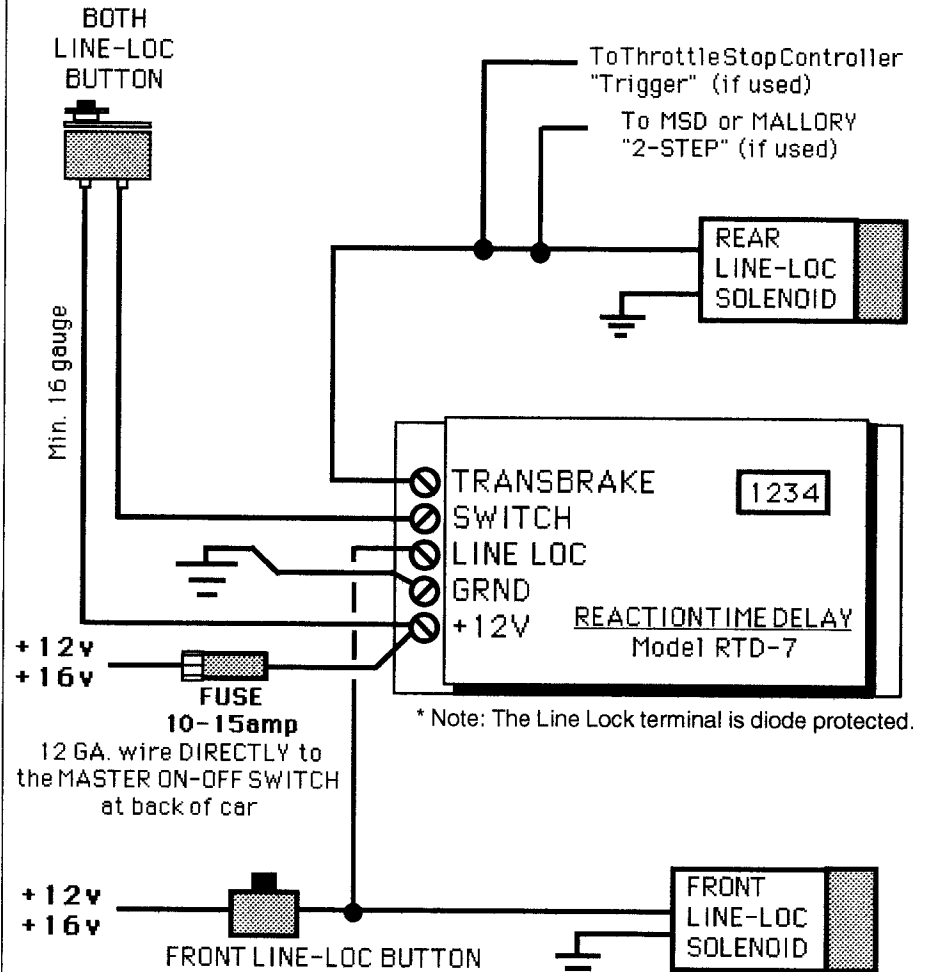 BOTH
LINE-LOC
BUTTON
ToThrottleStopController
"Trigger" (if used)
To MSD or MALLORY
"2-STEP" (if used)
REAR
LINE-LOC
SOLENOID
Min. 16 gauge
TRANSBRAKE
1234
SWITCH
LINE LOC
GRND
+12V
REACTIONTIMEDELAY
Model RTD-7
+12v
+16v
FUSE
10-15amp
12 GA. wire DIRECTLY to
the MASTER ON-OFF SWITCH
at back of car
* Note: The Line Lock terminal is diode protected.
+12v
+16v
FRONT LINE-LOC BUTTON
FRONT
LINE-LOC
SOLENOID